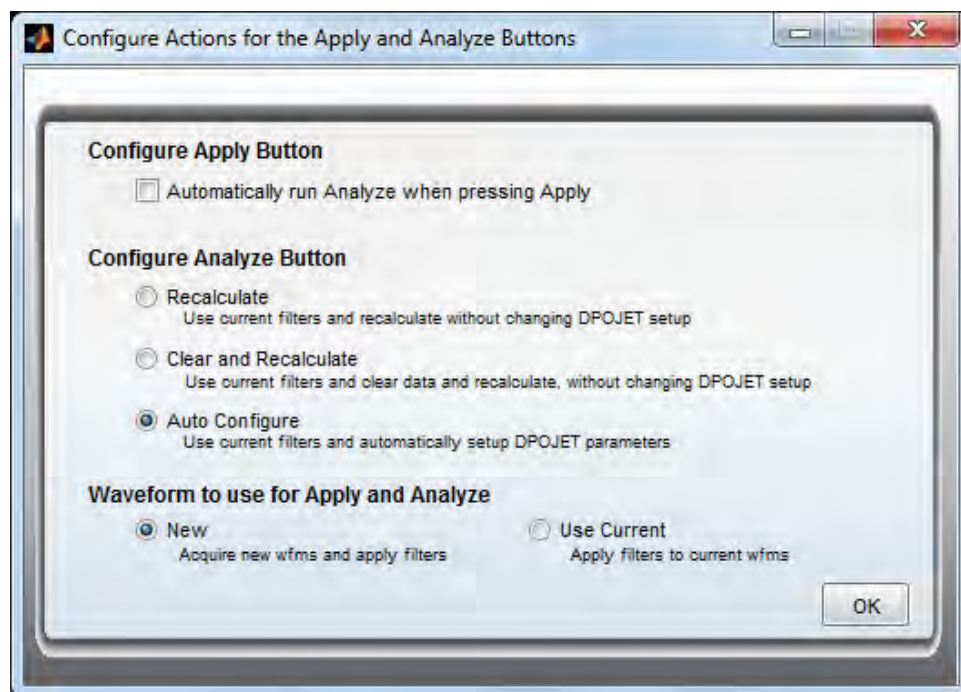 Configure Actions for the Apply and Analyze Buttons
Configure Apply Button
Automatically run Analyze when pressing Apply
Configure Analyze Button
Recalculate
Use current filters and recalculate without changing DPOJET setup
Clear and Recalculate
Use current filters and clear data and recalculate, without changing DPOJET setup
Auto Configure
Use current filters and automatically setup DPOJET parameters
Waveform to use for Apply and Analyze
New
Acquire new wfms and apply filters
Use Current
Apply filters to current wfms
OK